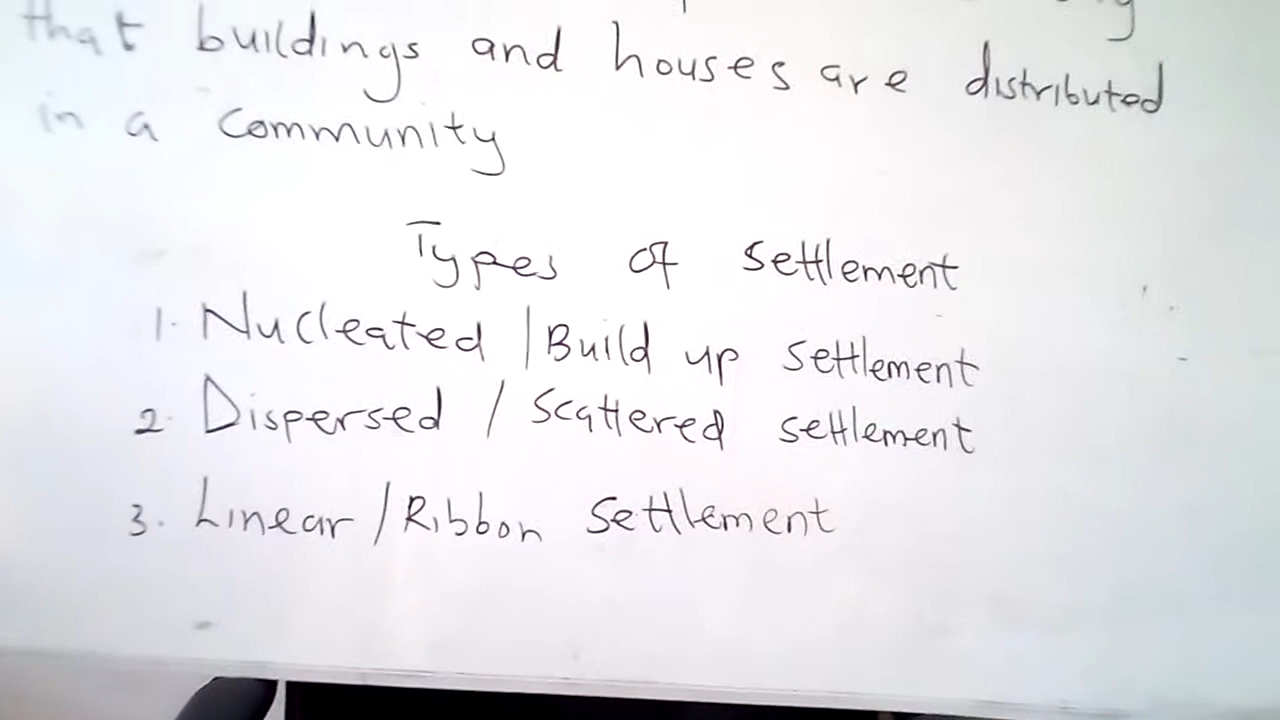 that buildings and houses are distributed
in a community
Types of settlement
1. Nucleated / Build up settlement
2. Dispersed / Scattered settlement
3. Linear / Ribbon Settlement